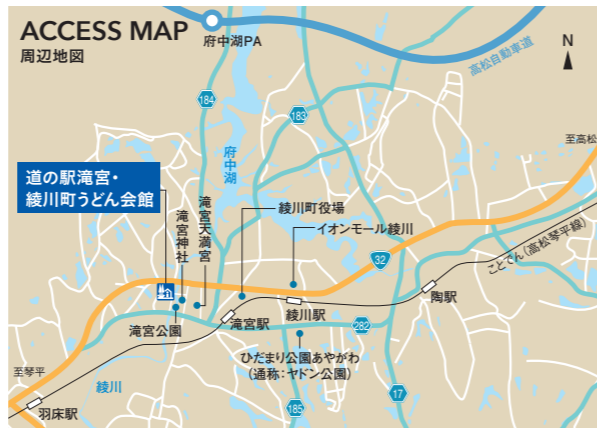 ACCESS MAP
周辺地図
府中湖PA
高松自動車道
N
184
183
府中湖
至高松
道の駅滝宮・
綾川町うどん会館
滝宮神社
滝宮天満宮
綾川町役場
イオンモール綾川
32
ことでん（高松琴平線）
滝宮公園
滝宮駅
綾川駅
陶駅
282
ひだまり公園あやがわ
（通称：ヤドン公園）
至琴平
綾川
17
185
羽床駅